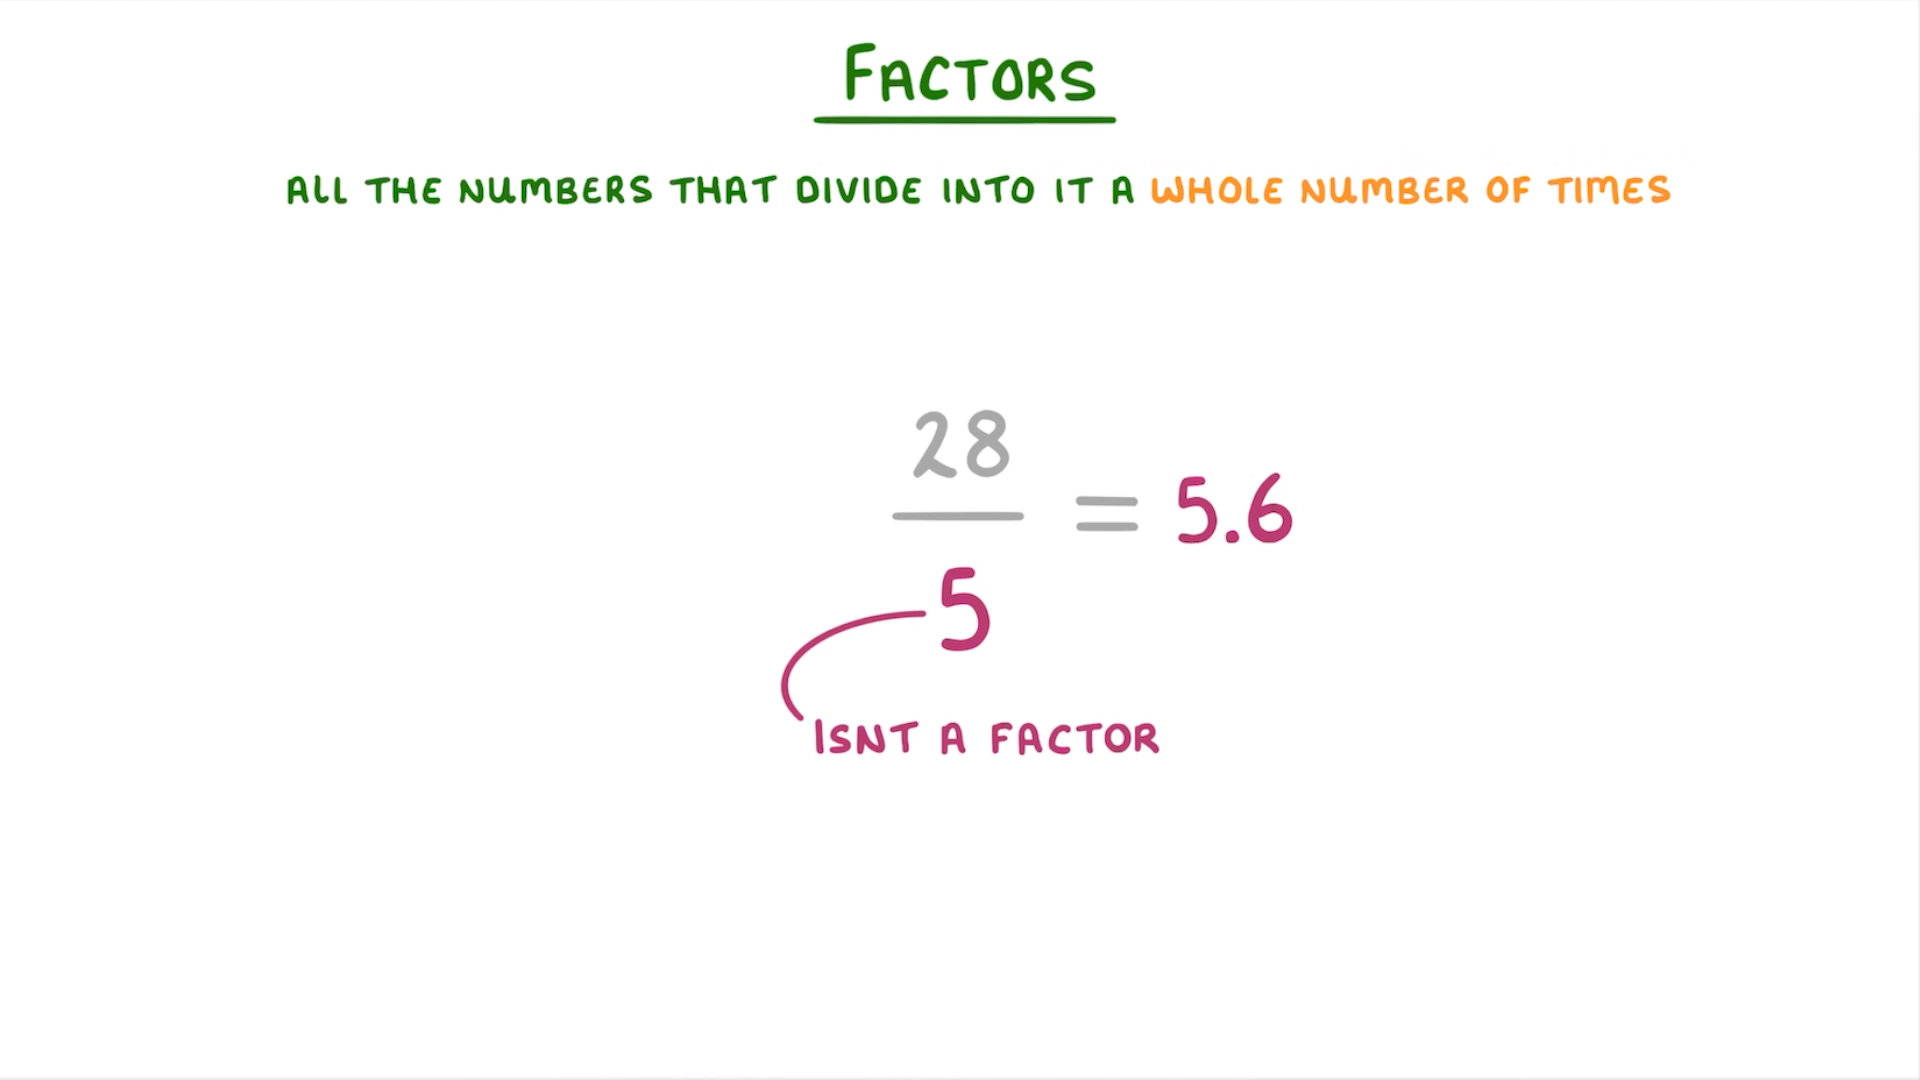 FACTORS
ALL THE NUMBERS THAT DIVIDE INTO IT A WHOLE NUMBER OF TIMES
28
= 5.6
5
ISNT A FACTOR